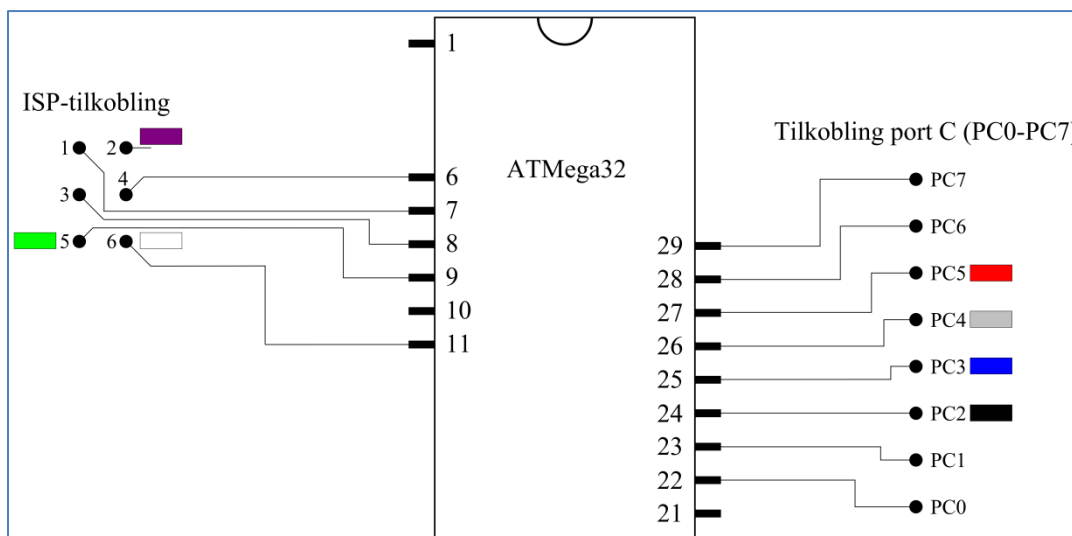 1
ISP-tilkobling
Tilkobling port C (PC0-PC7)
1 2
ATMega32
4
6
PC7
3
7
PC6
5 6
8
29
9
28
PC5
10
27
PC4
11
26
PC3
25
24
PC2
23
PC1
22
PC0
21